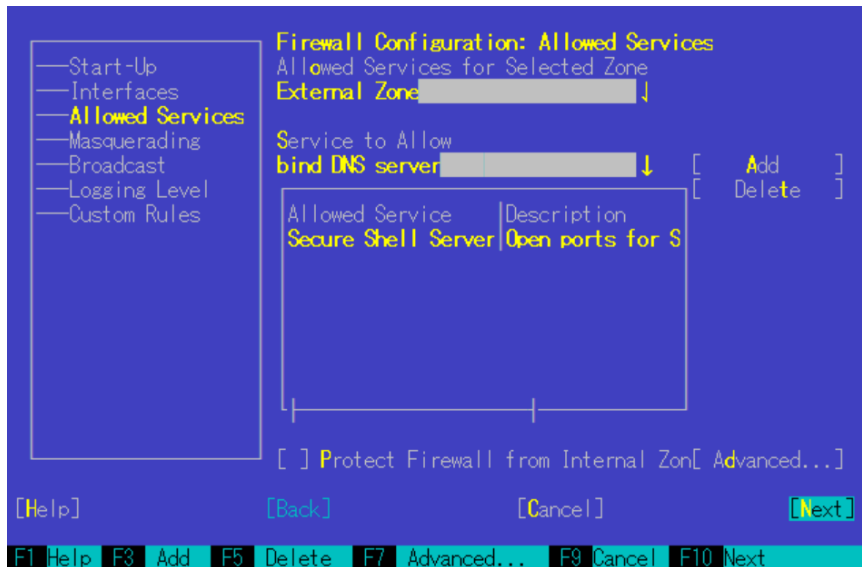 Firewall Configuration: Allowed Services
Start-Up
Interfaces
Allowed Services
Masquerading
Broadcast
Logging Level
Custom Rules
Allowed Services for Selected Zone
External Zone ↓
Service to Allow
bind DNS server ↓ [ Add ]
[ Delete ]
Allowed Service |Description
Secure Shell Server|Open ports for S
[ ] Protect Firewall from Internal Zon[ Advanced...]
[Help] [Back] [Cancel] [Next]
F1 Help F3 Add F5 Delete F7 Advanced... F9 Cancel F10 Next